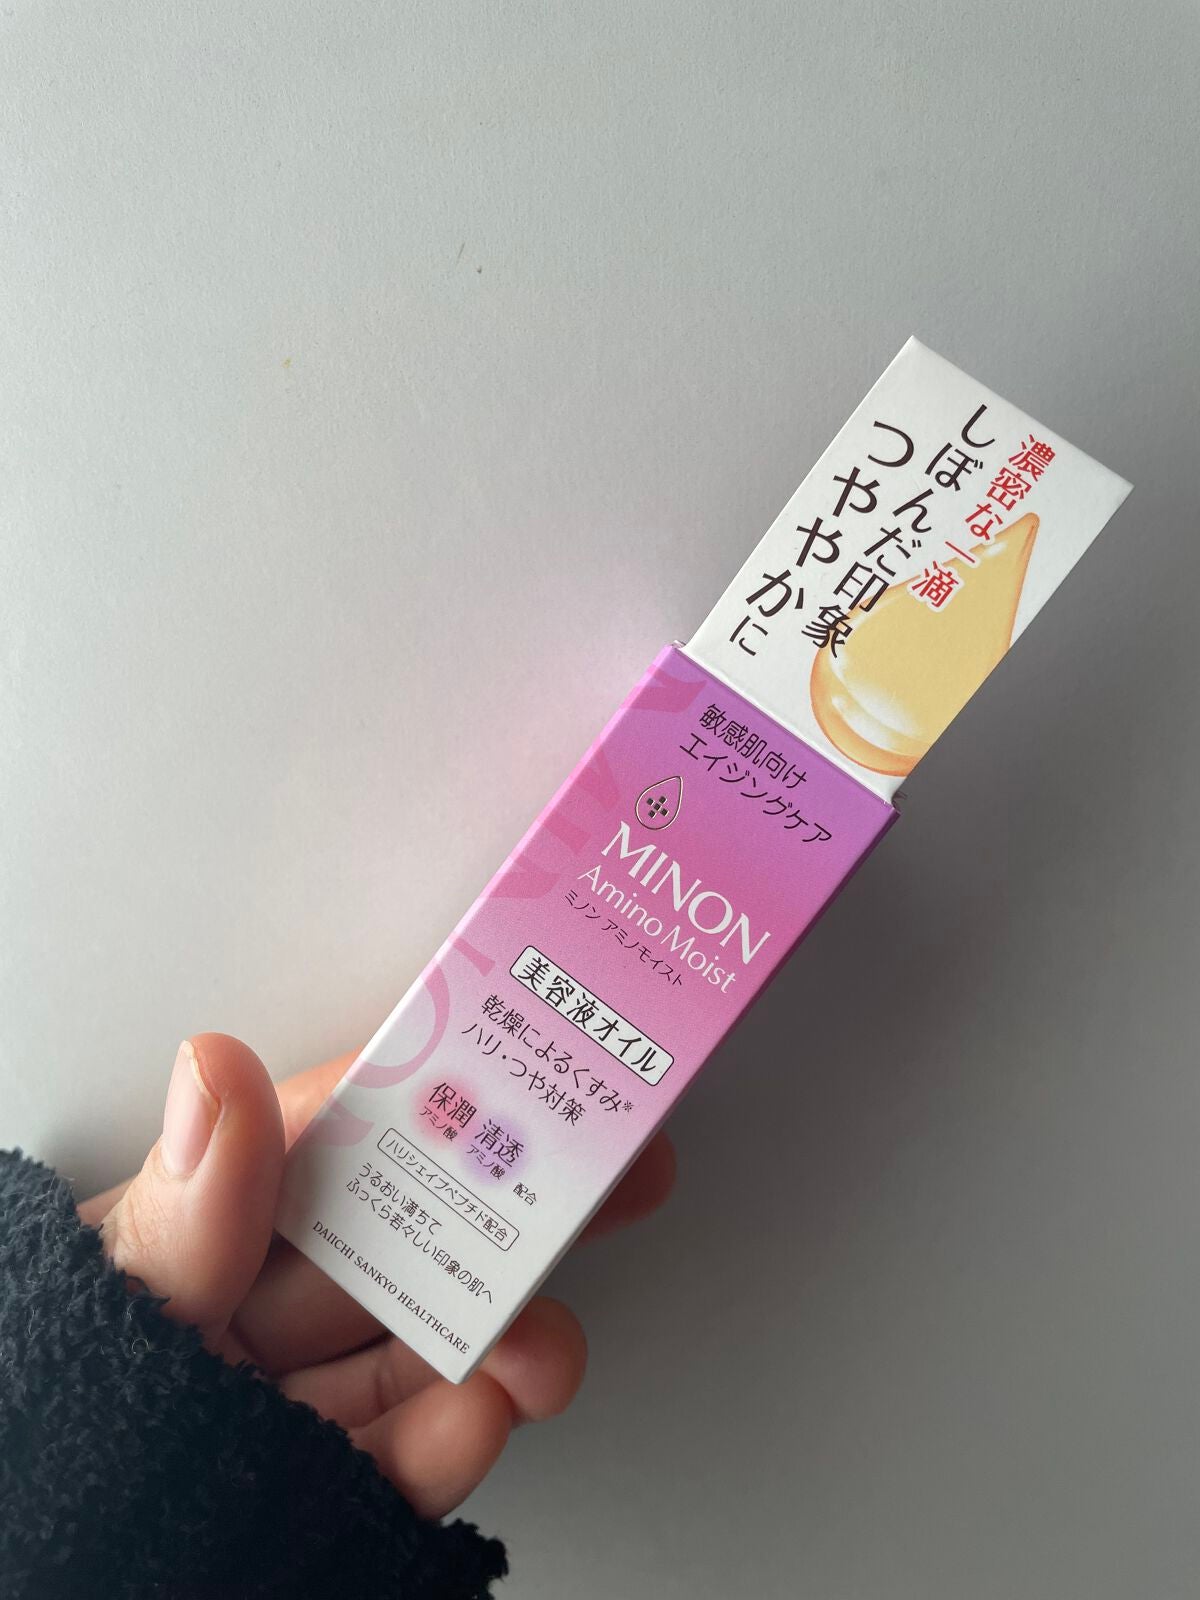 濃密な一滴
しぼんだ印象
つややかに
敏感肌向け
エイジングケア
MINON
Amino Moist
ミノン アミノモイスト
美容液オイル
乾燥によるくすみ※
ハリ・つや対策
保潤 清透
アミノ酸 アミノ酸 配合
ハリシェイプペプチド配合
うるおい満ちて
ふっくら若々しい印象の肌へ
DAIICHI SANKYO HEALTHCARE